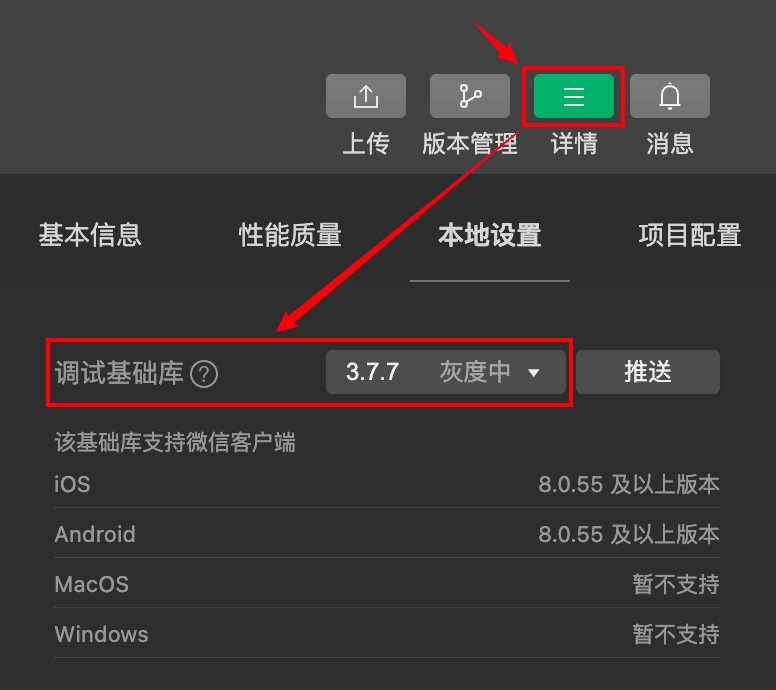 上传 版本管理 详情 消息
基本信息 性能质量 本地设置 项目配置
调试基础库 ? 3.7.7 灰度中 推送
该基础库支持微信客户端
iOS 8.0.55 及以上版本
Android 8.0.55 及以上版本
MacOS 暂不支持
Windows 暂不支持